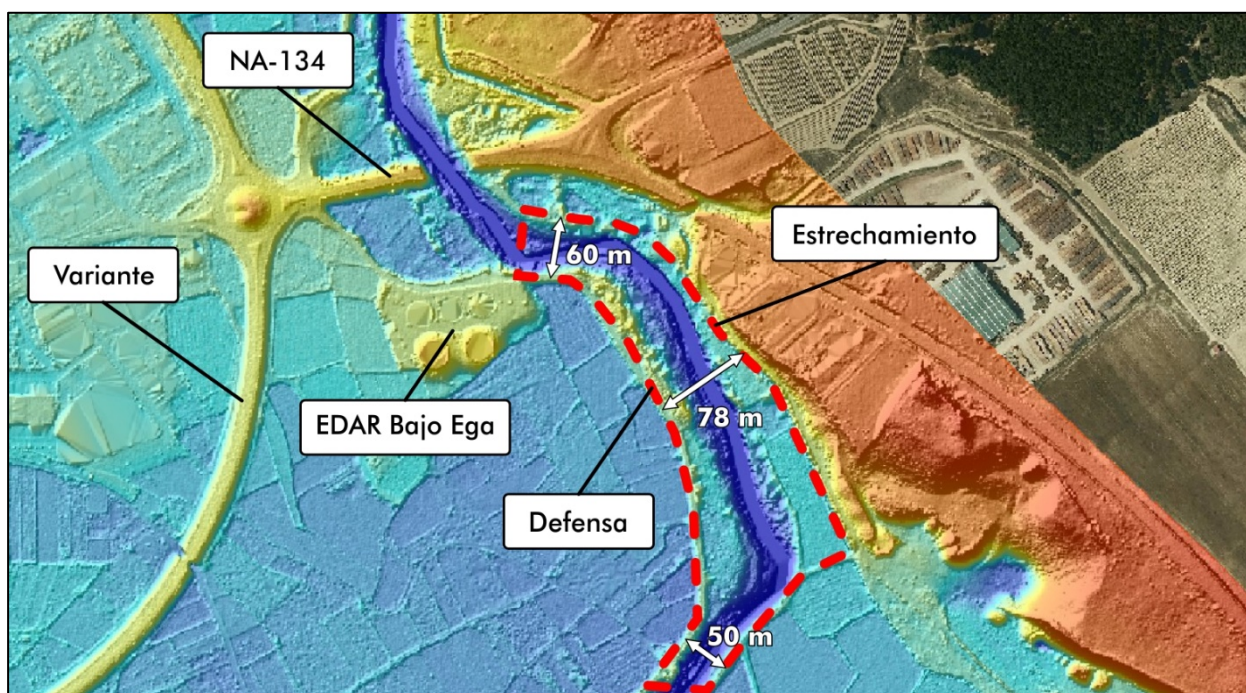 NA-134
Estrechamiento
60 m
Variante
78 m
EDAR Bajo Ega
Defensa
50 m